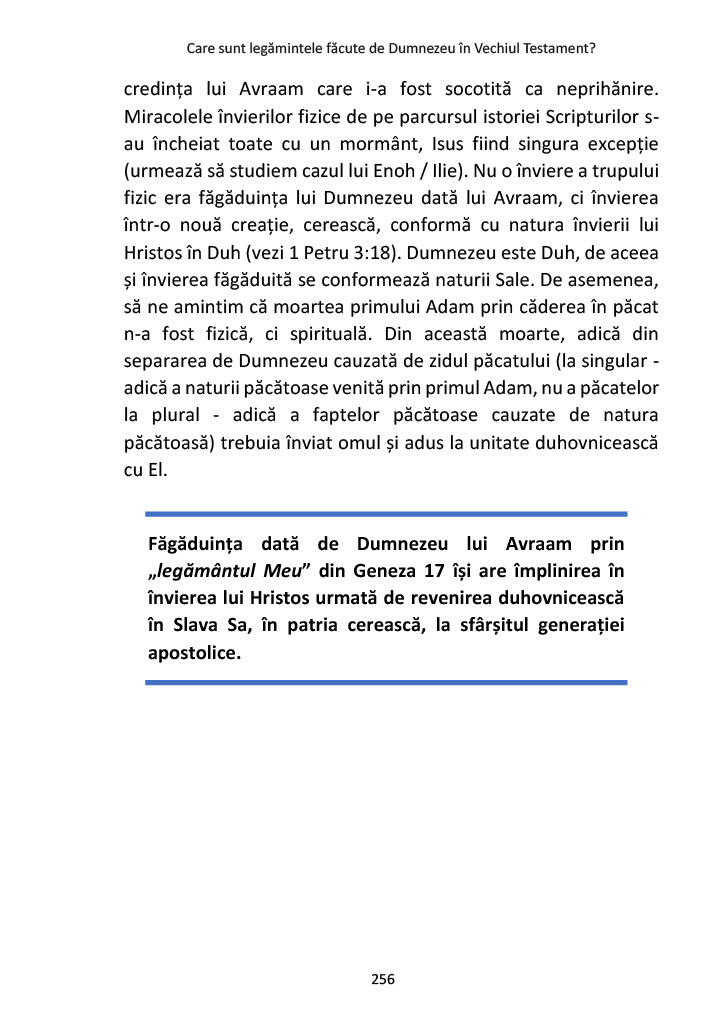 Care sunt legămintele făcute de Dumnezeu în Vechiul Testament?
credința lui Avraam care i-a fost socotită ca neprihănire.
Miracolele învierilor fizice de pe parcursul istoriei Scripturilor s-
au încheiat toate cu un mormânt, Isus fiind singura excepție
(urmează să studiem cazul lui Enoh / Ilie). Nu o înviere a trupului
fizic era făgăduința lui Dumnezeu dată lui Avraam, ci învierea
într-o nouă creație, cerească, conformă cu natura învierii lui
Hristos în Duh (vezi 1 Petru 3:18). Dumnezeu este Duh, de aceea
și învierea făgăduită se conformează naturii Sale. De asemenea,
să ne amintim că moartea primului Adam prin căderea în păcat
n-a fost fizică, ci spirituală. Din această moarte, adică din
separarea de Dumnezeu cauzată de zidul păcatului (la singular -
adică a naturii păcătoase venită prin primul Adam, nu a păcatelor
la plural - adică a faptelor păcătoase cauzate de natura
păcătoasă) trebuia înviat omul și adus la unitate duhovnicească
cu El.
Făgăduința dată de Dumnezeu lui Avraam prin
„legământul Meu” din Geneza 17 își are împlinirea în
învierea lui Hristos urmată de revenirea duhovnicească
în Slava Sa, în patria cerească, la sfârșitul generației
apostolice.
256